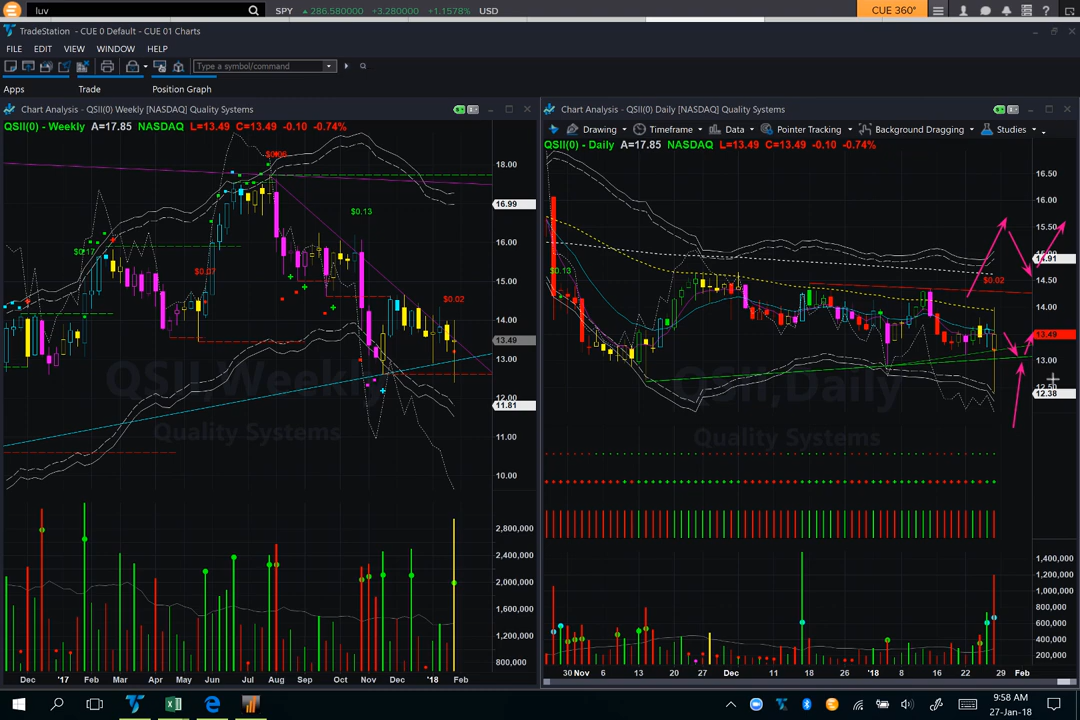 luv SPY 286.580000 +3.280000 +1.1578% USD CUE 360°
TradeStation - CUE 0 Default - CUE 01 Charts
FILE EDIT VIEW WINDOW HELP
Type a symbol/command
Apps Trade Position Graph
Chart Analysis - QSII(0) Weekly [NASDAQ] Quality Systems
QSII(0) - Weekly A=17.85 NASDAQ L=13.49 C=13.49 -0.10 -0.74%
$0.06
$0.13
$0.17
$0.07
$0.02
18.00
16.99
16.00
15.00
14.00
13.49
13.00
12.00
11.81
11.00
10.00
QSII,Weekly
Quality Systems
2,800,000
2,400,000
2,000,000
1,600,000
1,200,000
800,000
Dec '17 Feb Mar Apr May Jun Jul Aug Sep Oct Nov Dec '18 Feb
Chart Analysis - QSII(0) Daily [NASDAQ] Quality Systems
Drawing Timeframe Data Pointer Tracking Background Dragging Studies
QSII(0) - Daily A=17.85 NASDAQ L=13.49 C=13.49 -0.10 -0.74%
$0.13
$0.02
16.50
16.00
15.50
15.00
14.91
14.50
14.00
13.49
13.00
12.50
12.38
QSII,Daily
Quality Systems
1,400,000
1,200,000
1,000,000
800,000
600,000
400,000
200,000
30 Nov 6 13 20 27 Dec 11 18 26 '18 8 16 22 29 Feb
9:58 AM
27-Jan-18